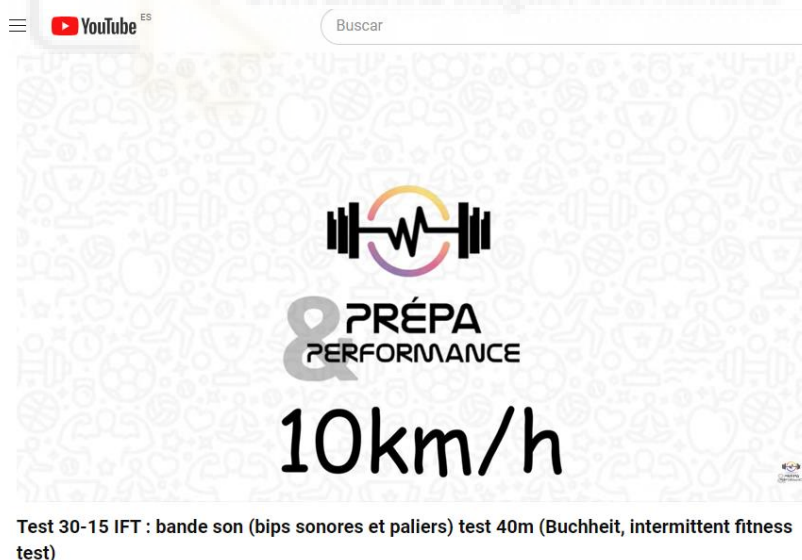 YouTube ES
Buscar
&
PRÉPA
PERFORMANCE
10km/h
Test 30-15 IFT : bande son (bips sonores et paliers) test 40m (Buchheit, intermittent fitness
test)